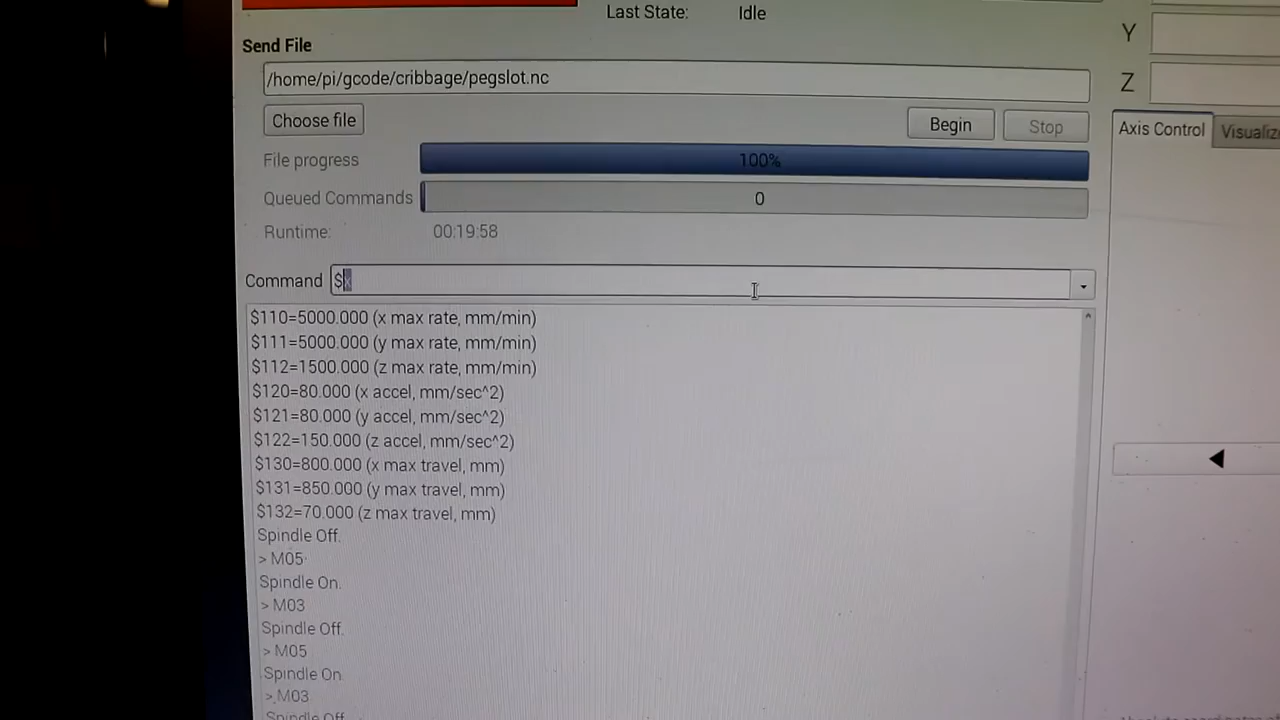 Last State: Idle
Y
Send File
/home/pi/gcode/cribbage/pegslot.nc
Z
Choose file
Begin
Stop
Axis Control
File progress
100%
Queued Commands
0
Runtime: 00:19:58
Command $x
$110=5000.000 (x max rate, mm/min)
$111=5000.000 (y max rate, mm/min)
$112=1500.000 (z max rate, mm/min)
$120=80.000 (x accel, mm/sec^2)
$121=80.000 (y accel, mm/sec^2)
$122=150.000 (z accel, mm/sec^2)
$130=800.000 (x max travel, mm)
$131=850.000 (y max travel, mm)
$132=70.000 (z max travel, mm)
Spindle Off.
> M05
Spindle On.
> M03
Spindle Off.
> M05
Spindle On.
> M03
Spindle Off.